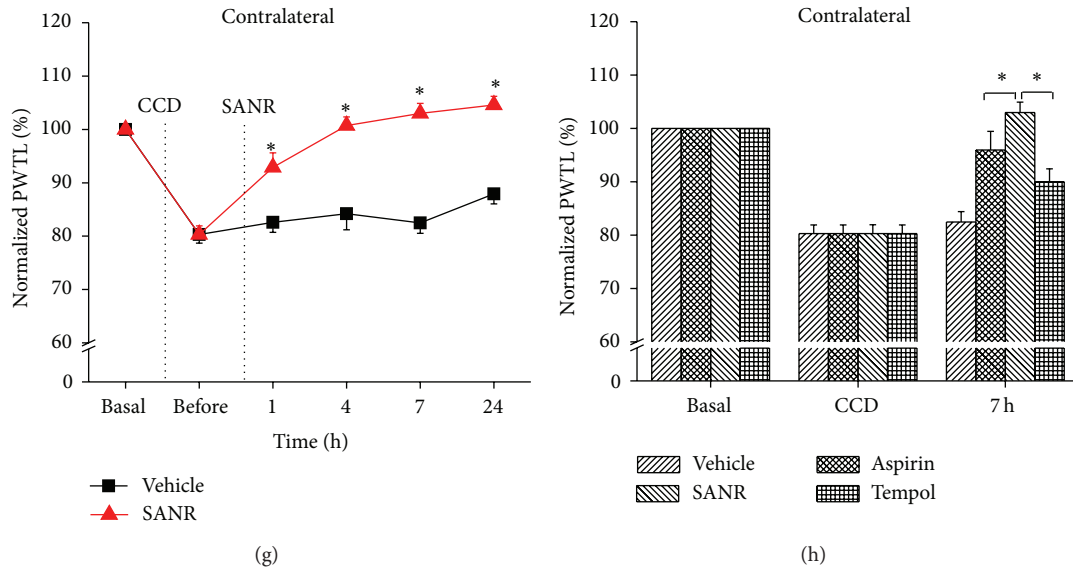 Contralateral
120
110
100
90
80
70
60
0
Normalized PWTL (%)
CCD
SANR
*
*
*
*
Basal
Before
1
4
7
24
Time (h)
Vehicle
SANR
(g)
Contralateral
120
110
100
90
80
70
60
0
Normalized PWTL (%)
*
*
Basal
CCD
7 h
Vehicle
Aspirin
SANR
Tempol
(h)